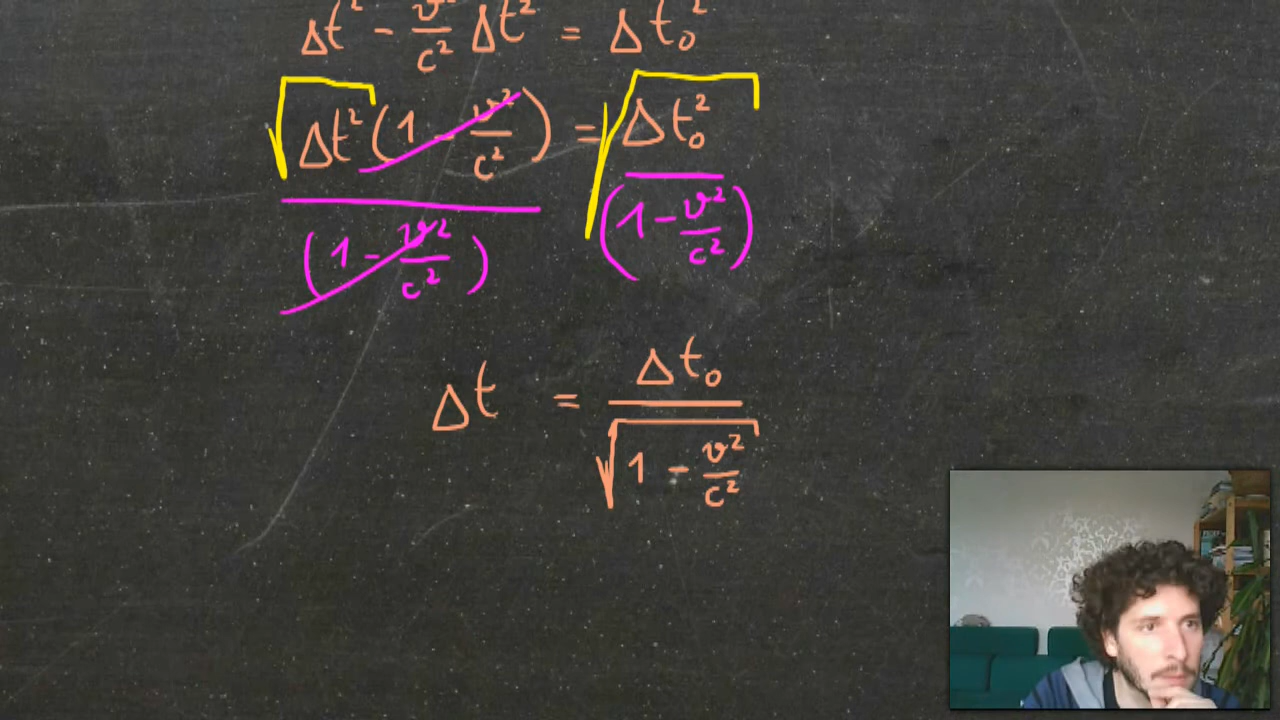 Δt² - v²/c² Δt² = Δt₀²
√Δt² (1 - v²/c²) / (1 - v²/c²) = √Δt₀² / (1 - v²/c²)
Δt = Δt₀ / √1 - v²/c²